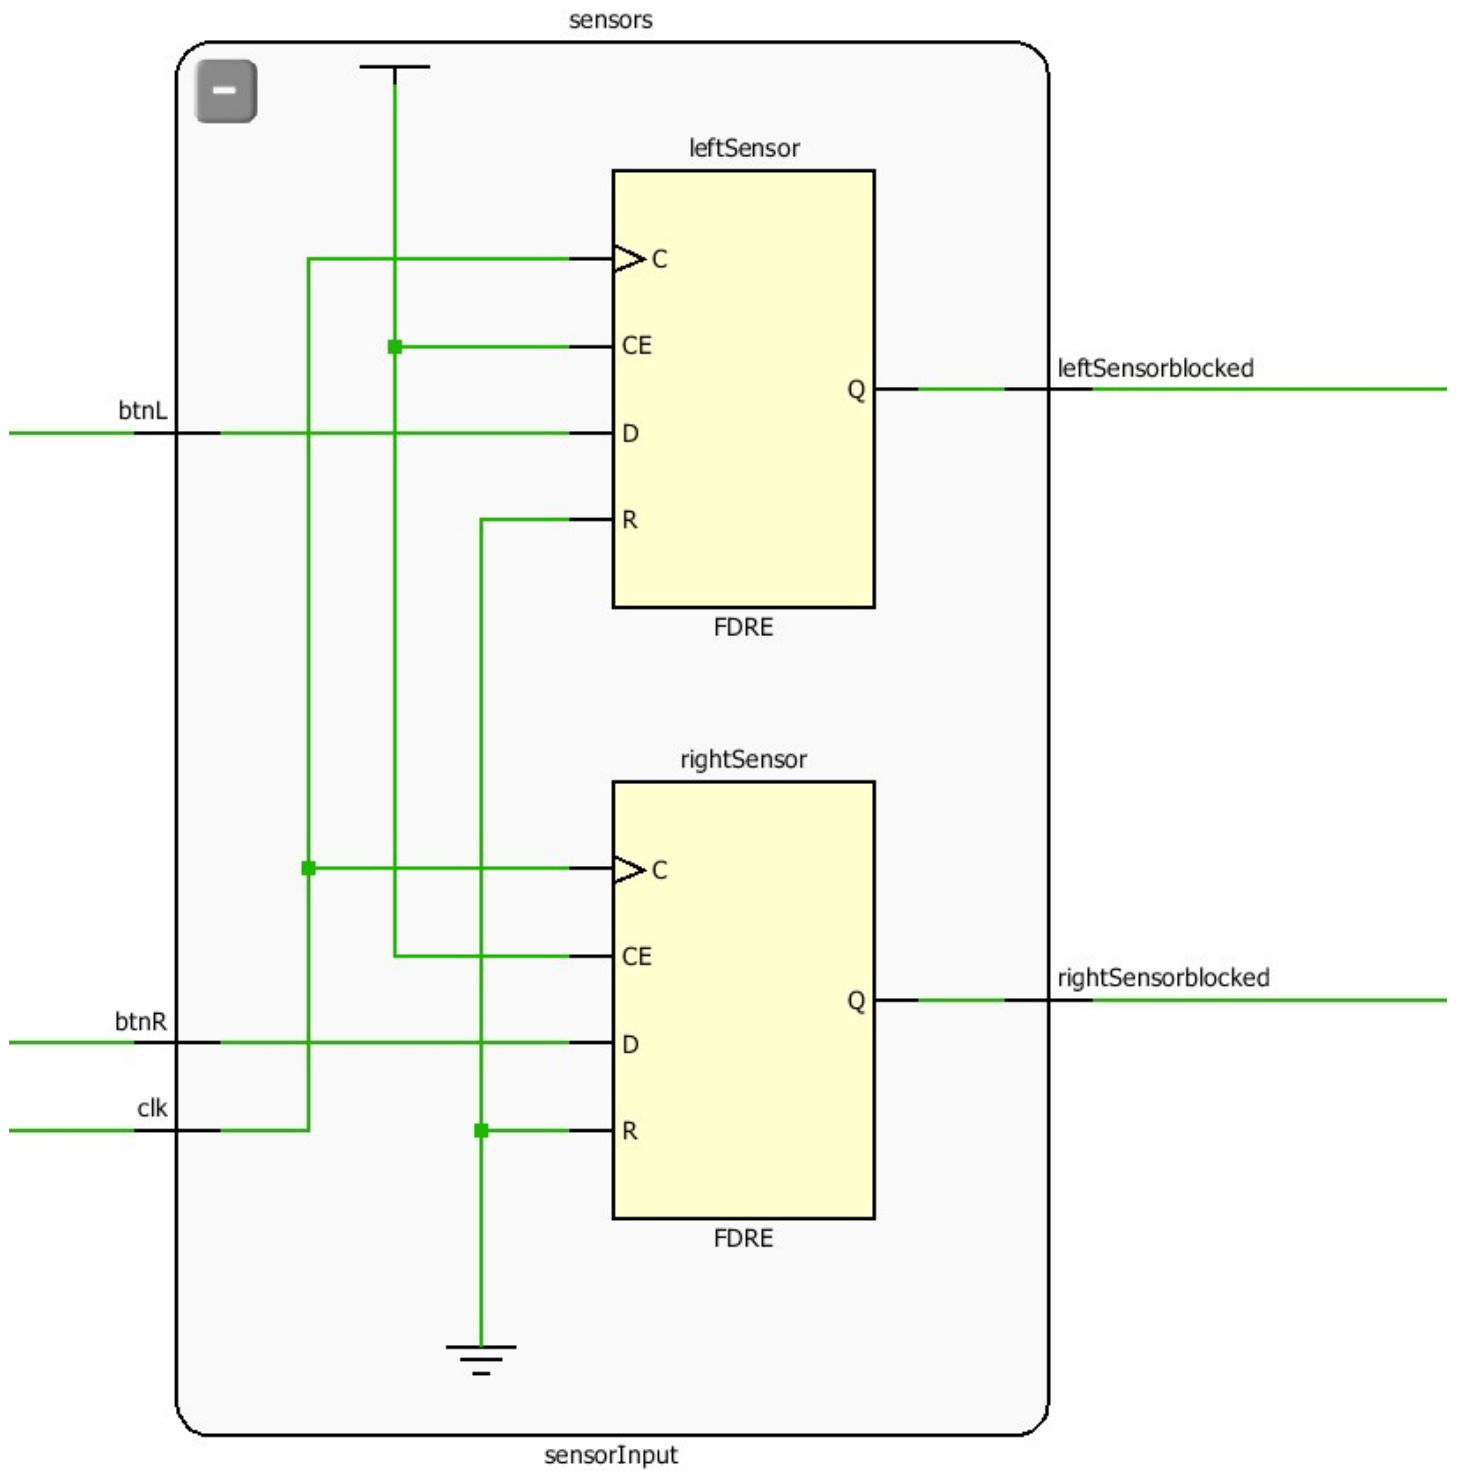 sensors
leftSensor
C
CE
leftSensorblocked
Q
btnL
D
R
FDRE
rightSensor
C
CE
rightSensorblocked
Q
btnR
D
clk
R
FDRE
sensorInput